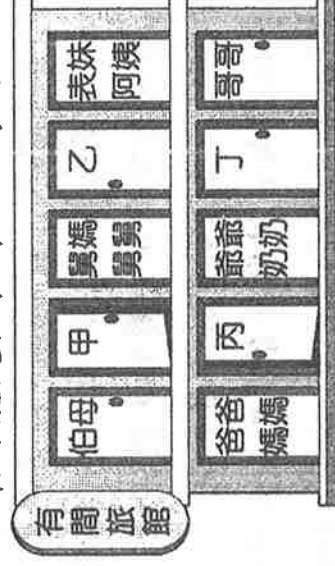 有間旅館
伯母
甲
舅媽
舅舅
乙
表妹
阿姨
爸爸
媽媽
丙
爺爺
奶奶
丁
哥哥